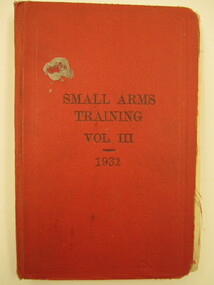 SMALL ARMS
TRAINING
VOL III
1932